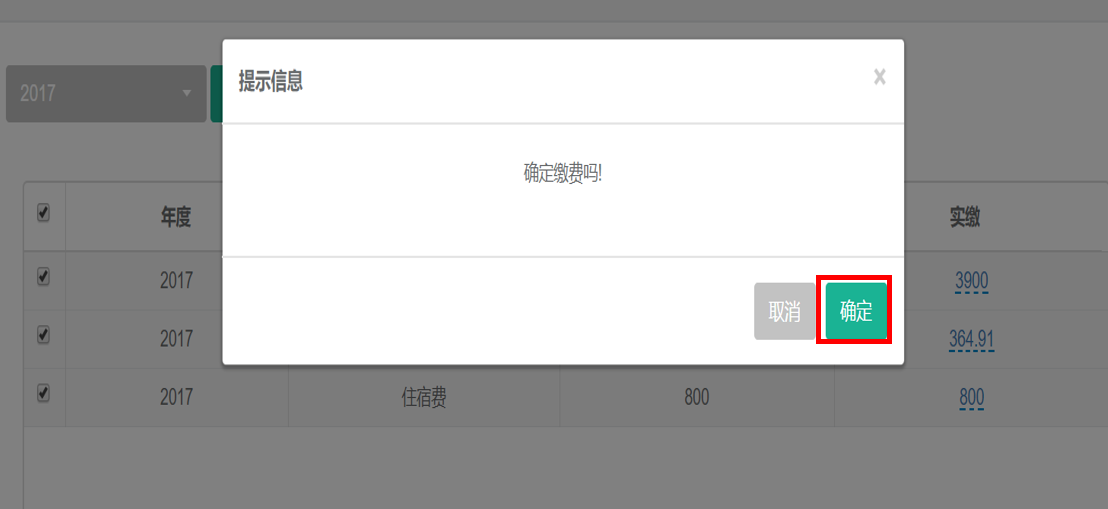 2017
提示信息
×
确定缴费吗!
取消 确定
年度 实缴
2017 3900
2017 364.91
2017 住宿费 800 800